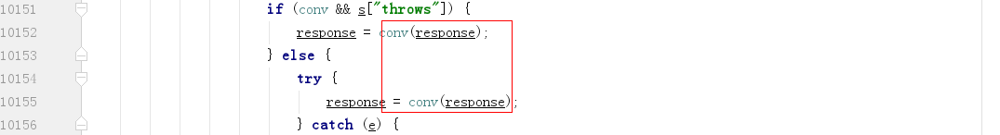 10151 if (conv && s["throws"]) {
10152 response = conv(response);
10153 } else {
10154 try {
10155 response = conv(response);
10156 } catch (e) {